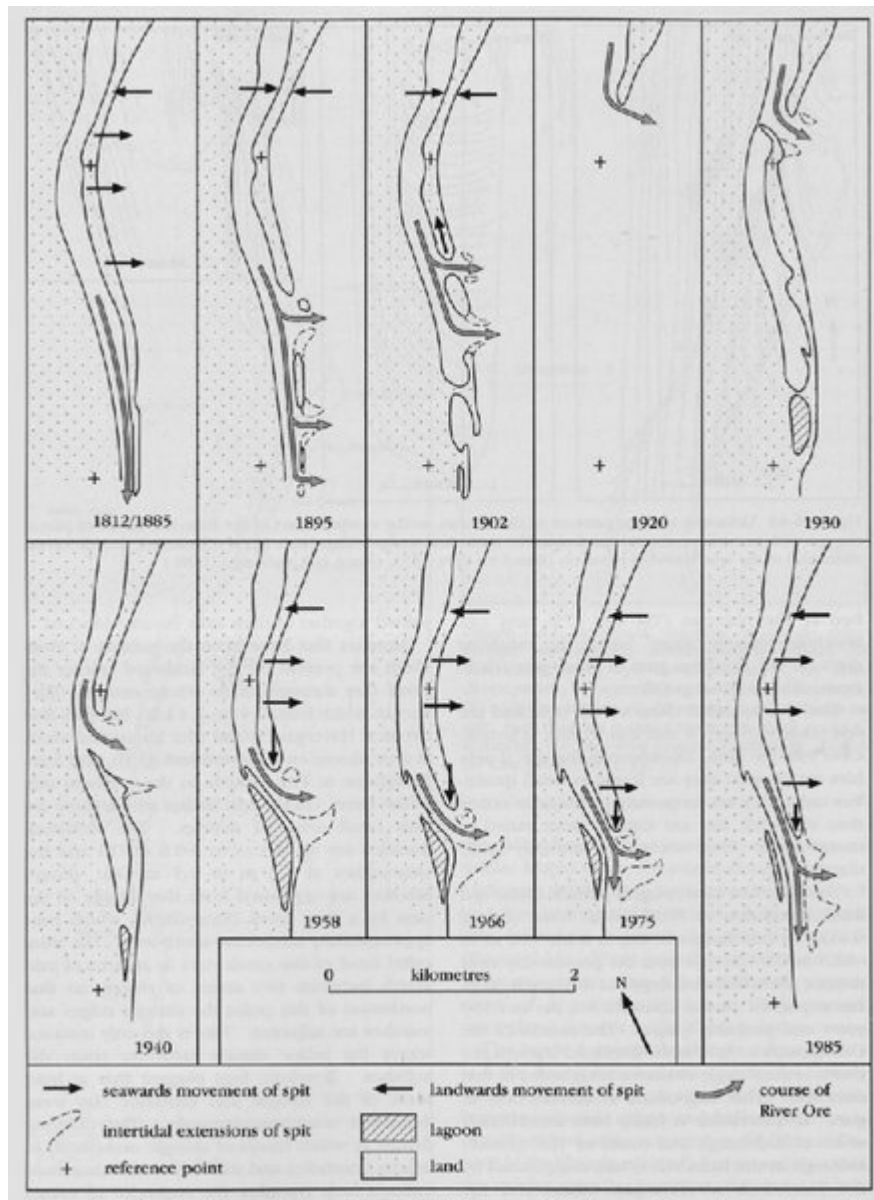 1812/1885
1895
1902
1920
1930
1940
1958
1966
1975
1985
0 kilometres 2
N
seawards movement of spit
landwards movement of spit
course of
River Ore
intertidal extensions of spit
lagoon
reference point
land